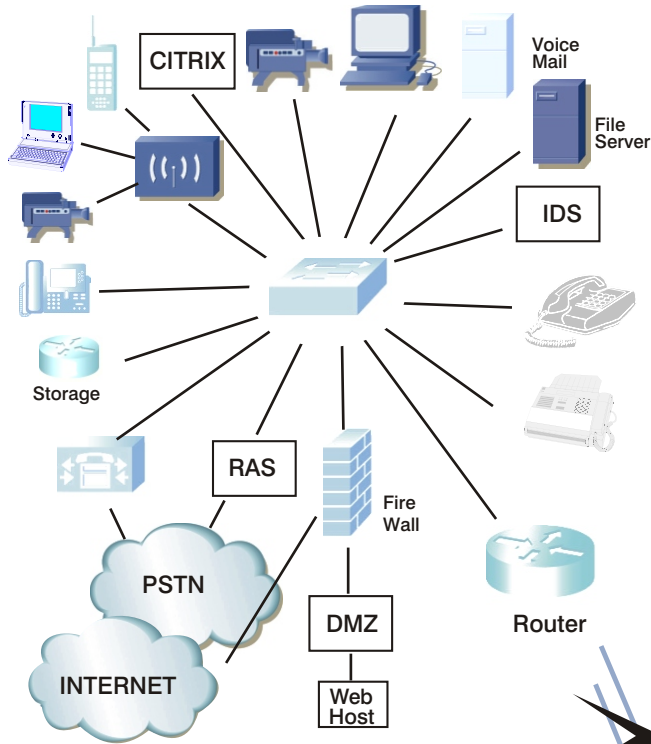 CITRIX
Voice
Mail
File
Server
IDS
Storage
RAS
Fire
Wall
PSTN
DMZ
Router
INTERNET
Web
Host